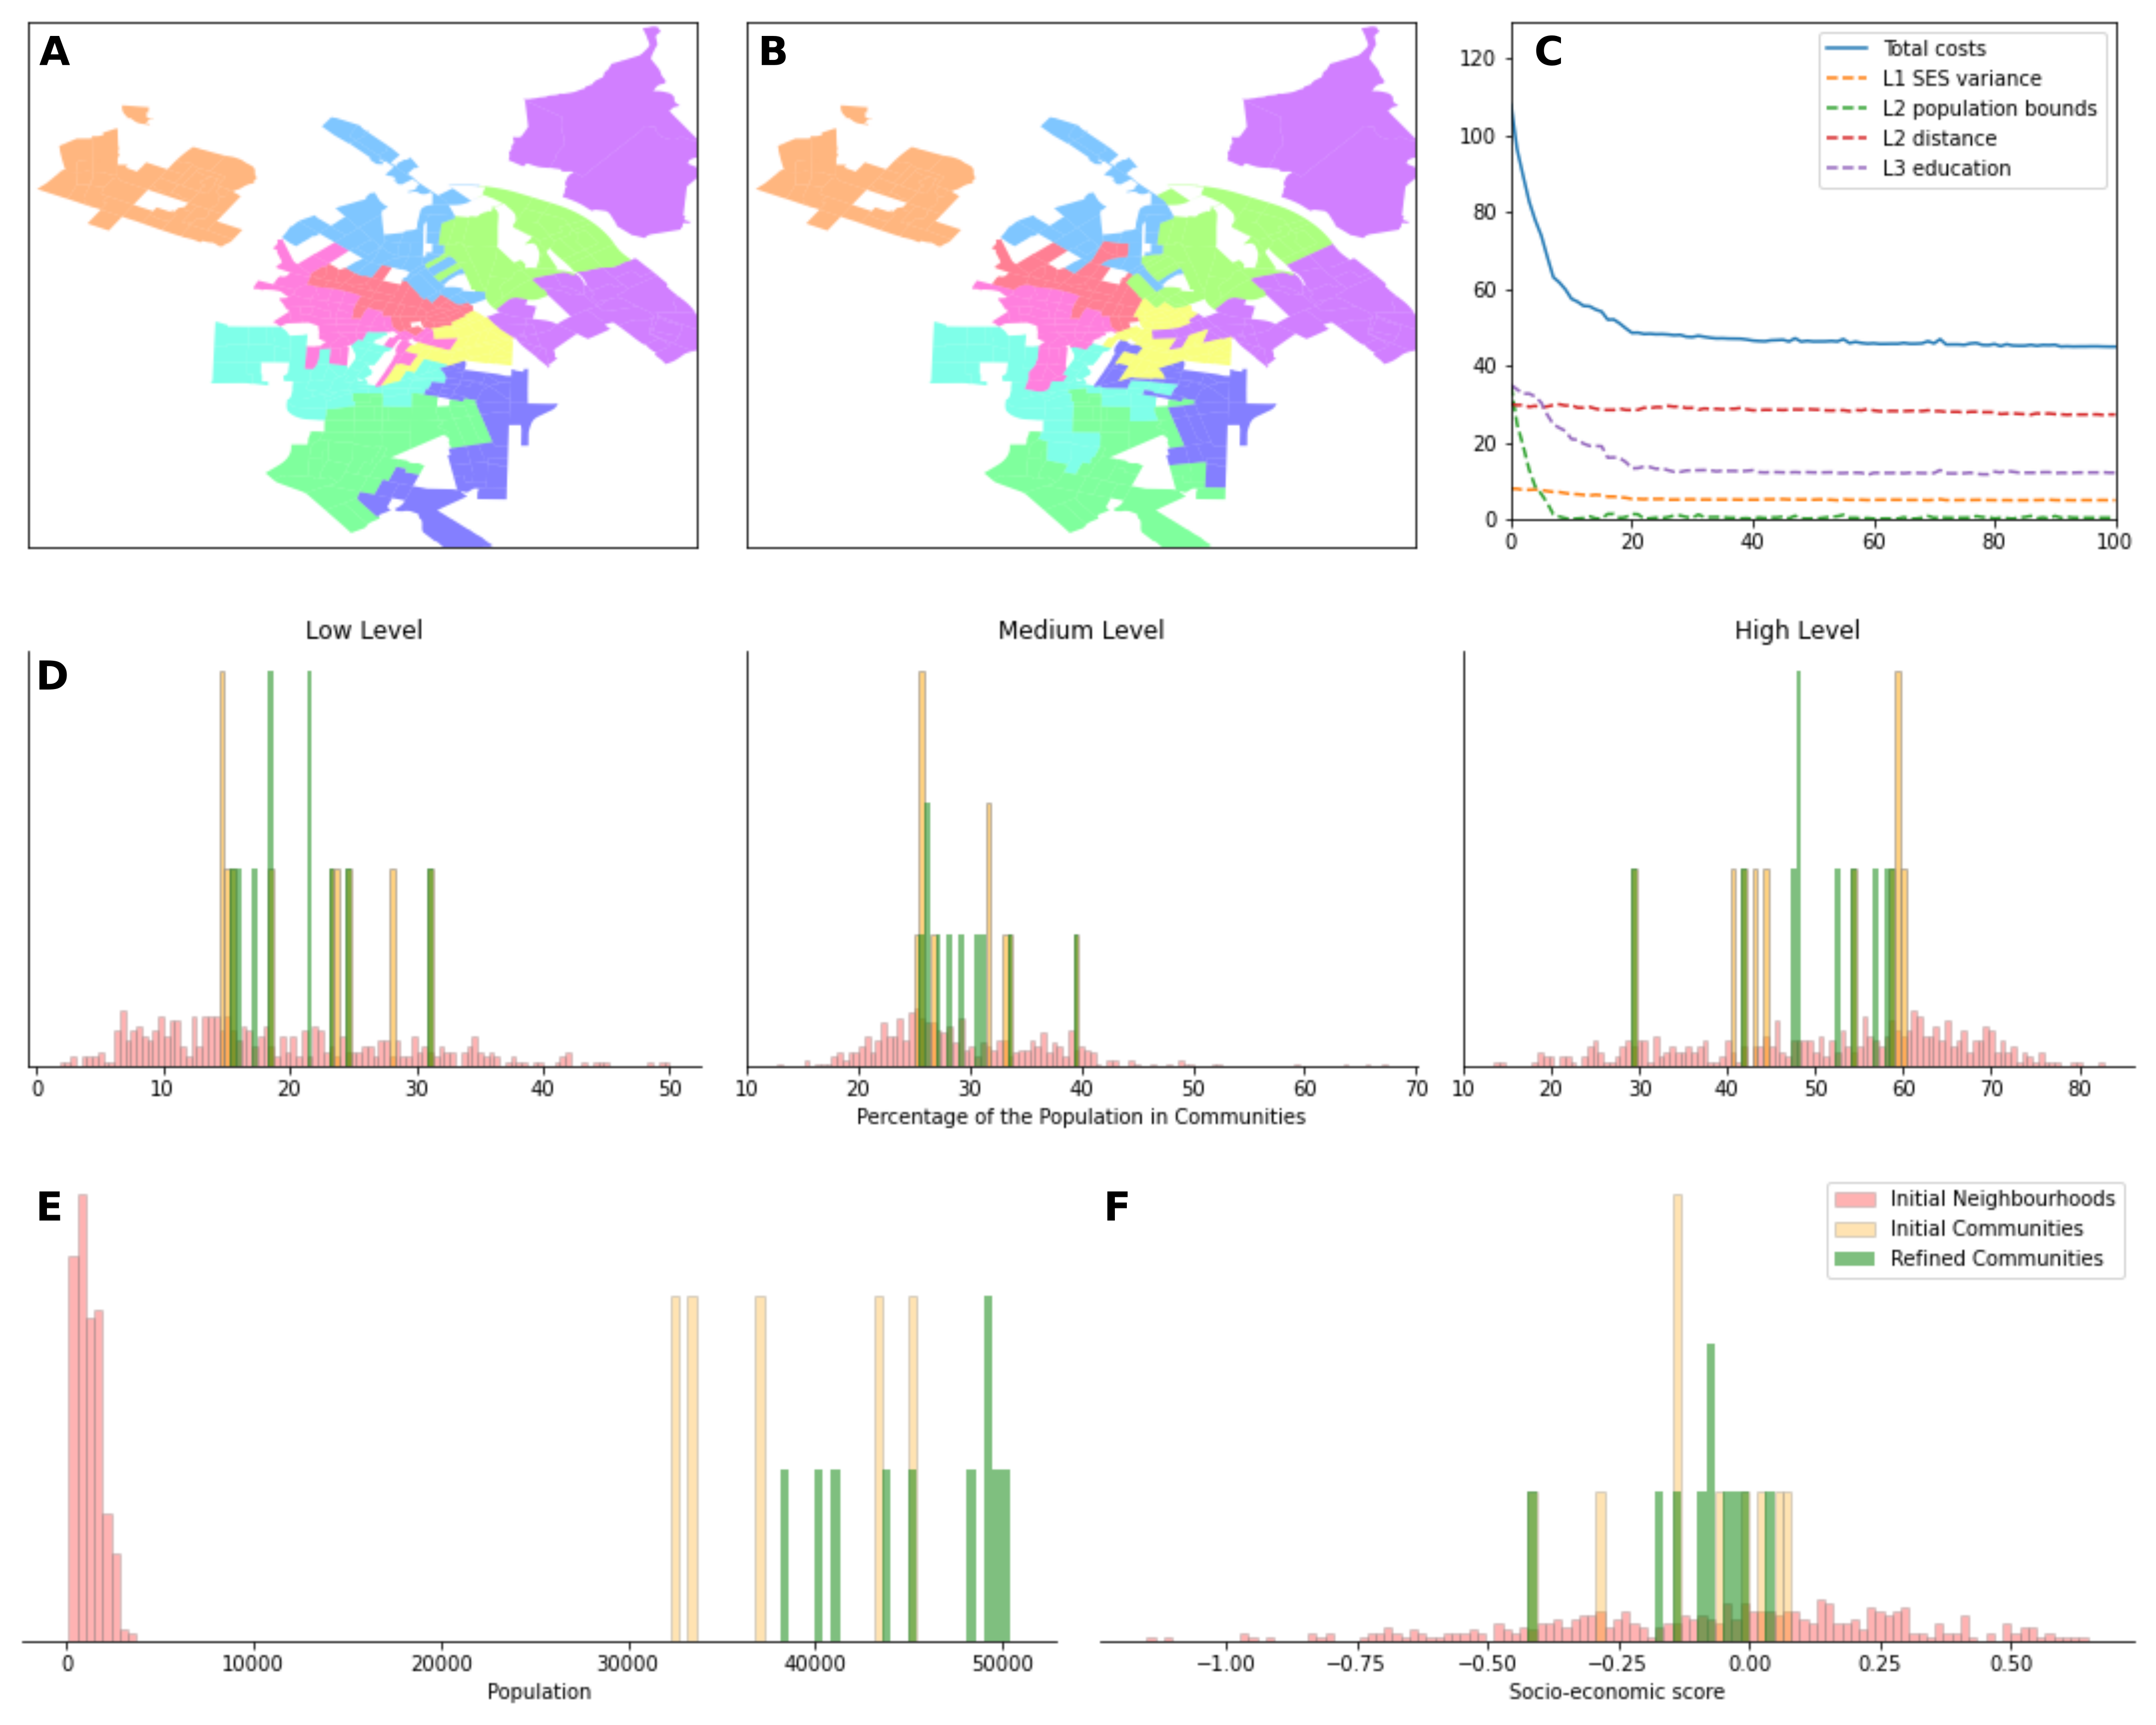 A
B
C
Total costs
L1 SES variance
L2 population bounds
L2 distance
L3 education
120
100
80
60
40
20
0
0 20 40 60 80 100
Low Level
Medium Level
High Level
D
0 10 20 30 40 50
10 20 30 40 50 60 70
10 20 30 40 50 60 70 80
Percentage of the Population in Communities
E
F
Initial Neighbourhoods
Initial Communities
Refined Communities
0 10000 20000 30000 40000 50000
−1.00 −0.75 −0.50 −0.25 0.00 0.25 0.50
Population
Socio-economic score